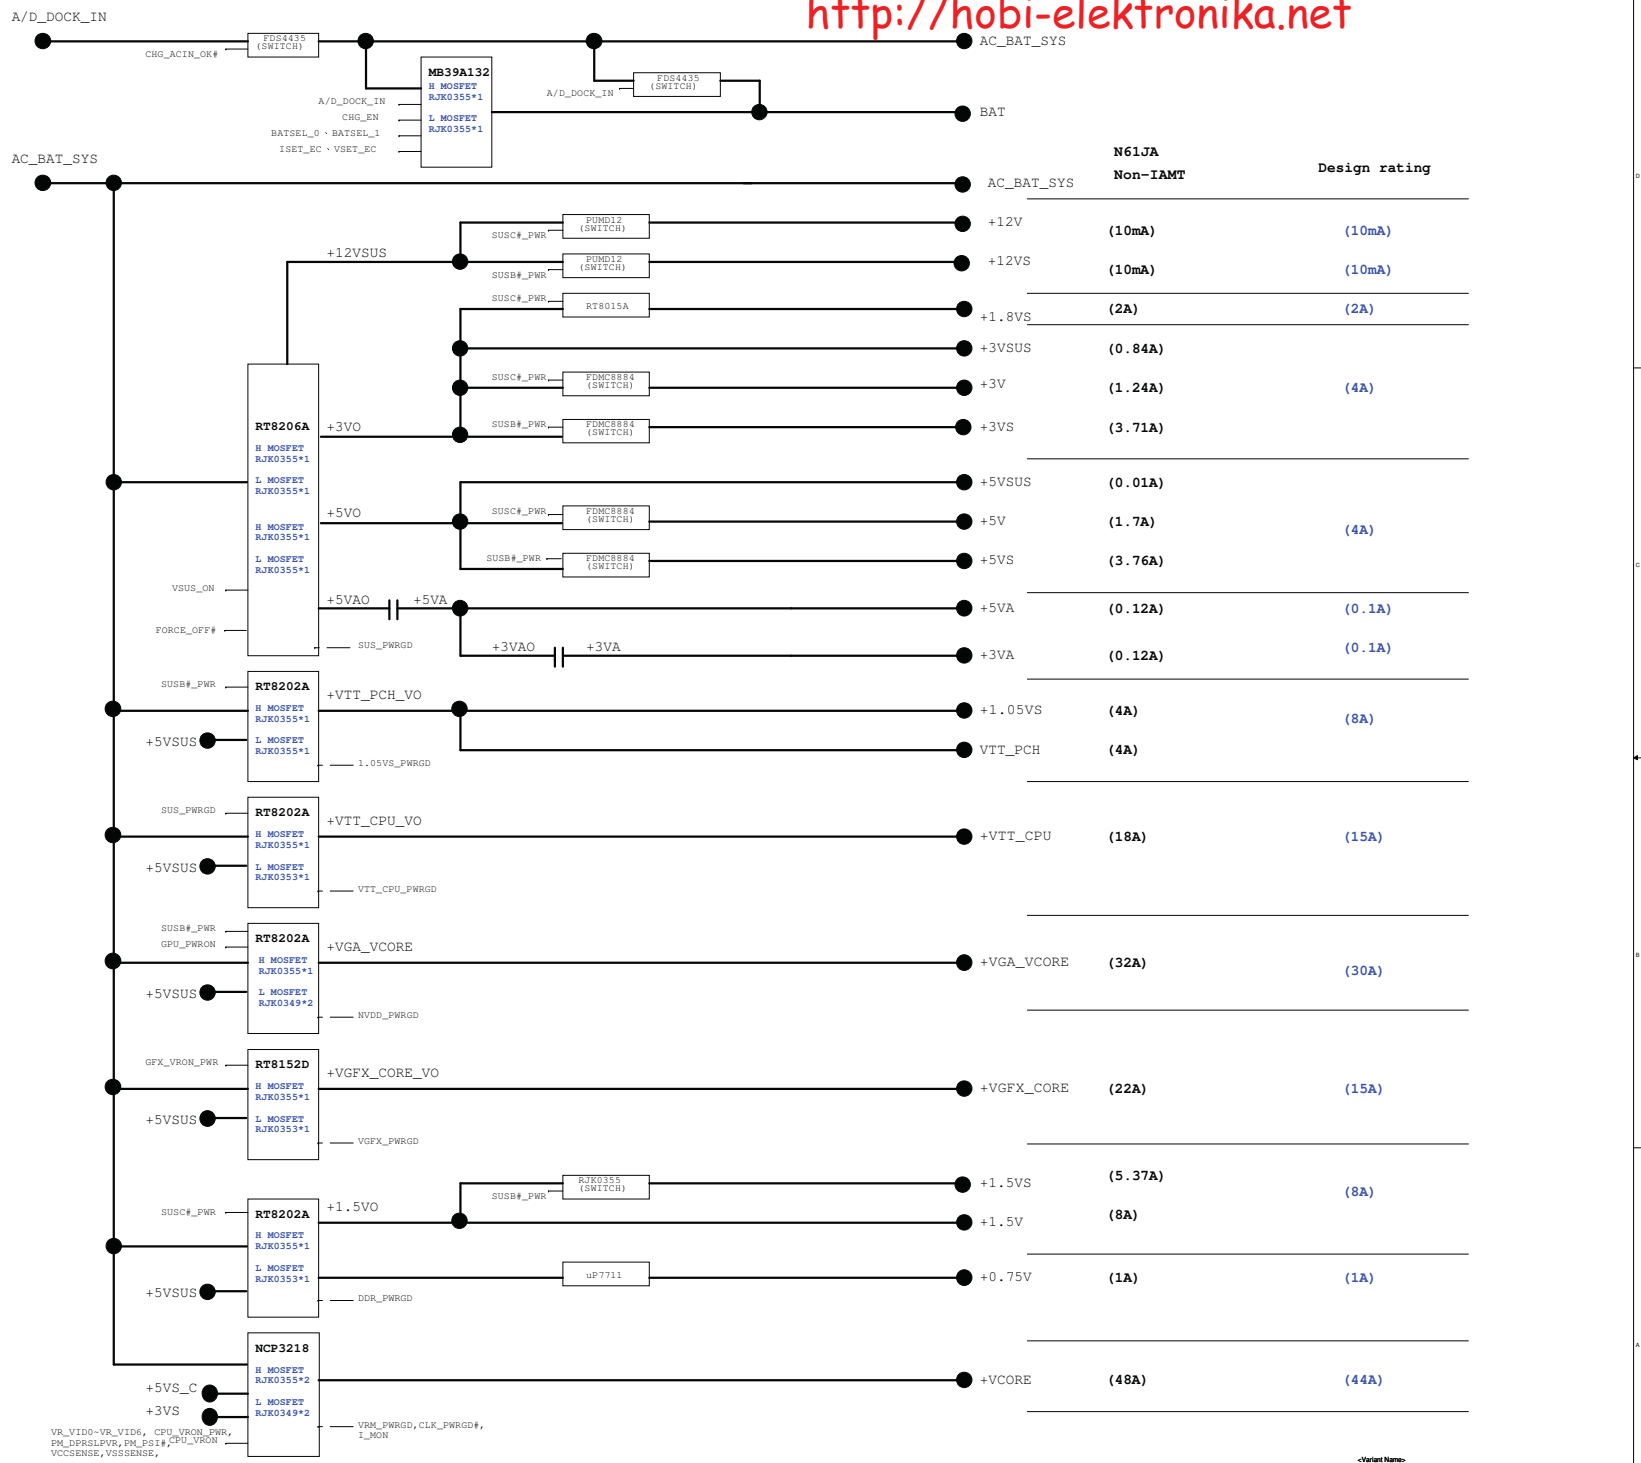 http://hobi-elektronika.net
A/D_DOCK_IN
FDS4435
(SWITCH)
CHG_ACIN_OK#
AC_BAT_SYS
MB39A132
H MOSFET
RJK0355*1
L MOSFET
RJK0355*1
A/D_DOCK_IN
CHG_EN
BATSEL_0、BATSEL_1
ISET_EC、VSET_EC
FDS4435
(SWITCH)
A/D_DOCK_IN
BAT
AC_BAT_SYS
AC_BAT_SYS
N61JA
Non-IAMT
Design rating
+12VSUS
PUMD12
(SWITCH)
SUSC#_PWR
+12V
(10mA)
(10mA)
PUMD12
(SWITCH)
SUSB#_PWR
+12VS
(10mA)
(10mA)
SUSC#_PWR
RT8015A
+1.8VS
(2A)
(2A)
+3VSUS
(0.84A)
SUSC#_PWR
FDMC8884
(SWITCH)
+3V
(1.24A)
(4A)
RT8206A
H MOSFET
RJK0355*1
L MOSFET
RJK0355*1
H MOSFET
RJK0355*1
L MOSFET
RJK0355*1
+3VO
SUSB#_PWR
FDMC8884
(SWITCH)
+3VS
(3.71A)
+5VSUS
(0.01A)
+5VO
SUSC#_PWR
FDMC8884
(SWITCH)
+5V
(1.7A)
(4A)
SUSB#_PWR
FDMC8884
(SWITCH)
+5VS
(3.76A)
VSUS_ON
+5VAO
+5VA
+5VA
(0.12A)
(0.1A)
FORCE_OFF#
SUS_PWRGD
+3VAO
+3VA
+3VA
(0.12A)
(0.1A)
SUSB#_PWR
RT8202A
H MOSFET
RJK0355*1
L MOSFET
RJK0355*1
+5VSUS
+VTT_PCH_VO
1.05VS_PWRGD
+1.05VS
(4A)
(8A)
VTT_PCH
(4A)
SUS_PWRGD
RT8202A
H MOSFET
RJK0355*1
L MOSFET
RJK0353*1
+5VSUS
+VTT_CPU_VO
VTT_CPU_PWRGD
+VTT_CPU
(18A)
(15A)
SUSB#_PWR
GPU_PWRON
RT8202A
H MOSFET
RJK0355*1
L MOSFET
RJK0349*2
+5VSUS
+VGA_VCORE
NVDD_PWRGD
+VGA_VCORE
(32A)
(30A)
GFX_VRON_PWR
RT8152D
H MOSFET
RJK0355*1
L MOSFET
RJK0353*1
+5VSUS
+VGFX_CORE_VO
VGFX_PWRGD
+VGFX_CORE
(22A)
(15A)
SUSC#_PWR
RT8202A
H MOSFET
RJK0355*1
L MOSFET
RJK0353*1
+5VSUS
+1.5VO
RJK0355
(SWITCH)
SUSB#_PWR
+1.5VS
(5.37A)
(8A)
+1.5V
(8A)
uP7711
+0.75V
(1A)
(1A)
DDR_PWRGD
NCP3218
H MOSFET
RJK0355*2
L MOSFET
RJK0349*2
+5VS_C
+3VS
+VCORE
(48A)
(44A)
VRM_PWRGD,CLK_PWRGD#,
I_MON
VR_VID0~VR_VID6, CPU_VRON_PWR,
PM_DPRSLPVR,PM_PSI#,
CPU_VRON
VCCSENSE,VSSSENSE,
<Variant Name>
D
C
B
A